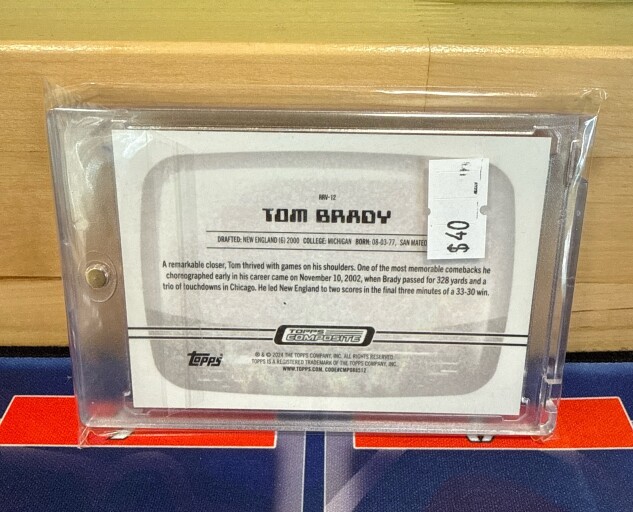 NW-12
TOM BRADY
DRAFTED: NEW ENGLAND (6) 2000 COLLEGE: MICHIGAN BORN: 08-03-77, SAN MATEO
A remarkable closer, Tom thrived with games on his shoulders. One of the most memorable comebacks he
choreographed early in his career came on November 10, 2002, when Brady passed for 328 yards and a
trio of touchdowns in Chicago. He led New England to two scores in the final three minutes of a 33-30 win.
TOPPS
COMPOSITE
topps
® & © 2024 THE TOPPS COMPANY, INC. ALL RIGHTS RESERVED.
TOPPS IS A REGISTERED TRADEMARK OF THE TOPPS COMPANY, INC.
WWW.TOPPS.COM.
$40